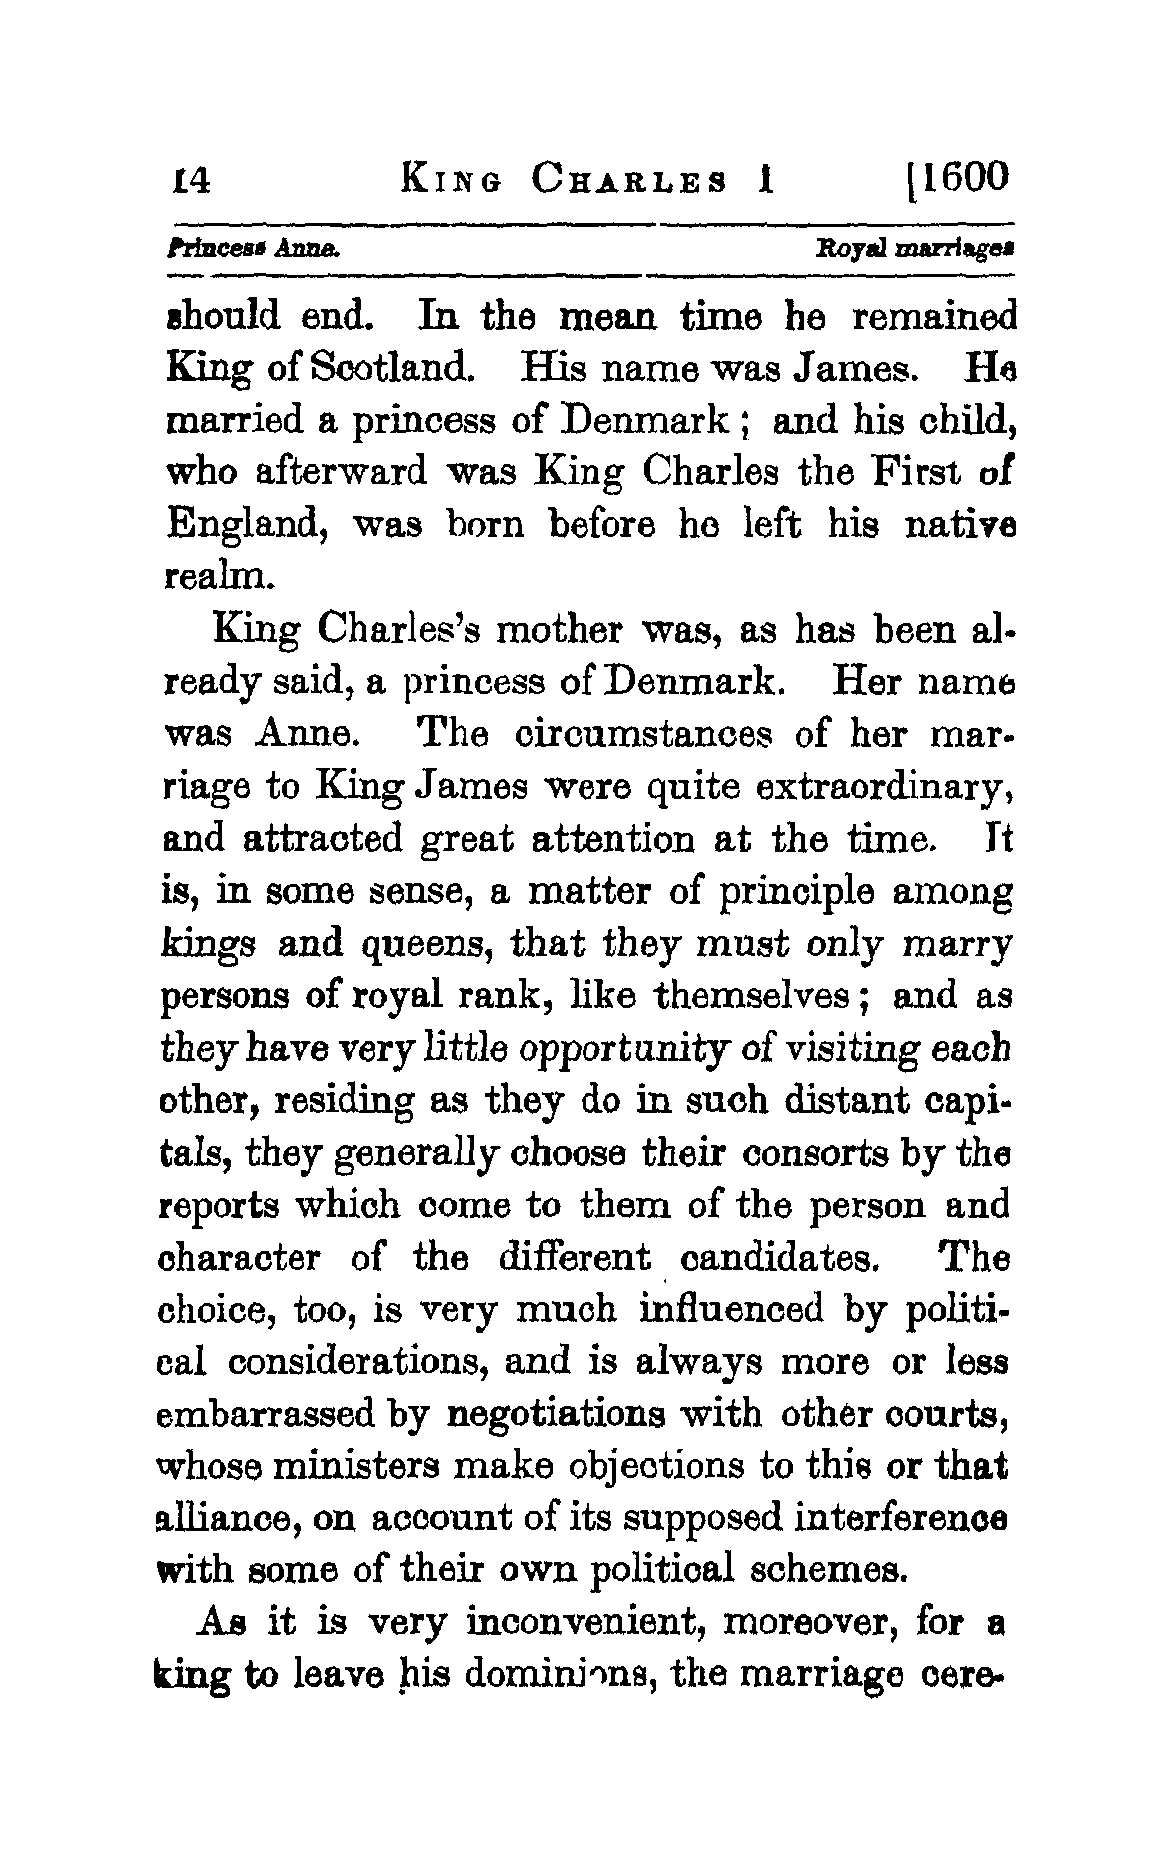 14 KING CHARLES I [1600
Princess Anne. Royal marriages
should end. In the mean time he remained
King of Scotland. His name was James. He
married a princess of Denmark; and his child,
who afterward was King Charles the First of
England, was born before he left his native
realm.
King Charles's mother was, as has been al-
ready said, a princess of Denmark. Her name
was Anne. The circumstances of her mar-
riage to King James were quite extraordinary,
and attracted great attention at the time. It
is, in some sense, a matter of principle among
kings and queens, that they must only marry
persons of royal rank, like themselves; and as
they have very little opportunity of visiting each
other, residing as they do in such distant capi-
tals, they generally choose their consorts by the
reports which come to them of the person and
character of the different candidates. The
choice, too, is very much influenced by politi-
cal considerations, and is always more or less
embarrassed by negotiations with other courts,
whose ministers make objections to this or that
alliance, on account of its supposed interference
with some of their own political schemes.
As it is very inconvenient, moreover, for a
king to leave his dominions, the marriage cere-